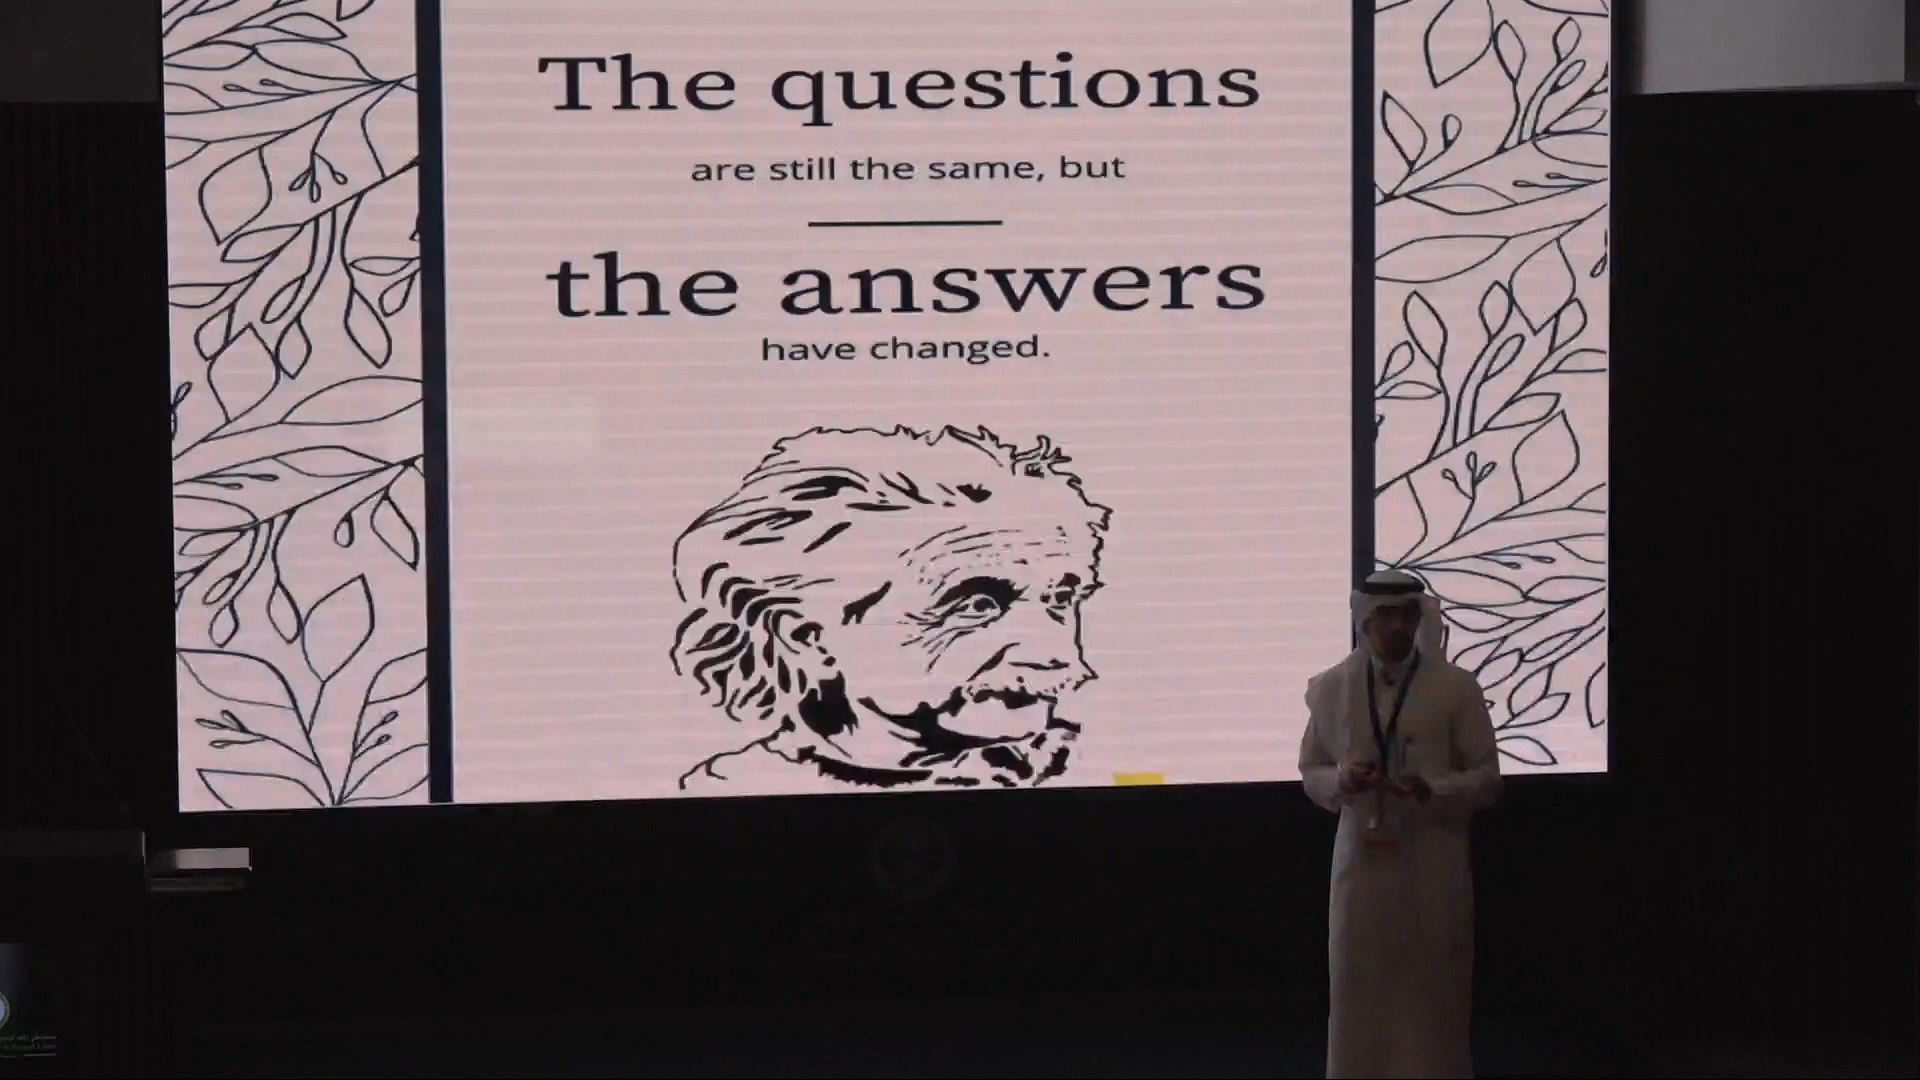 The questions
are still the same, but
the answers
have changed.